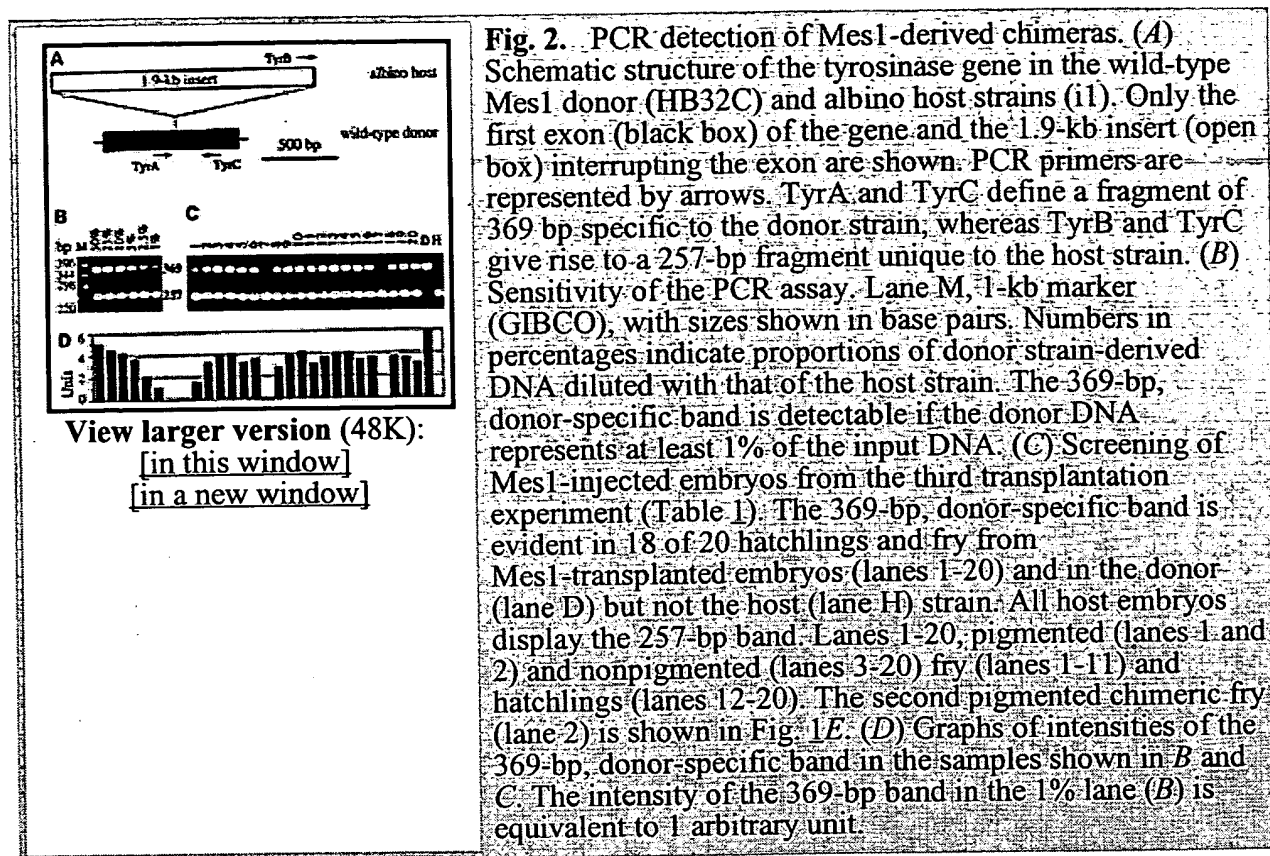 A
TyrB
albino host
1.9-kb insert
wild-type donor
500 bp
TyrA TyrC
B C
bp M
D H
369
257
D
Unit
6
4
2
0
View larger version (48K):
[in this window]
[in a new window]
Fig. 2. PCR detection of Mes1-derived chimeras. (A)
Schematic structure of the tyrosinase gene in the wild-type
Mes1 donor (HB32C) and albino host strains (i1). Only the
first exon (black box) of the gene and the 1.9-kb insert (open
box) interrupting the exon are shown. PCR primers are
represented by arrows. TyrA and TyrC define a fragment of
369 bp specific to the donor strain, whereas TyrB and TyrC
give rise to a 257-bp fragment unique to the host strain. (B)
Sensitivity of the PCR assay. Lane M, 1-kb marker
(GIBCO), with sizes shown in base pairs. Numbers in
percentages indicate proportions of donor strain-derived
DNA diluted with that of the host strain. The 369-bp,
donor-specific band is detectable if the donor DNA
represents at least 1% of the input DNA. (C) Screening of
Mes1-injected embryos from the third transplantation
experiment (Table 1). The 369-bp, donor-specific band is
evident in 18 of 20 hatchlings and fry from
Mes1-transplanted embryos (lanes 1-20) and in the donor
(lane D) but not the host (lane H) strain. All host embryos
display the 257-bp band. Lanes 1-20, pigmented (lanes 1 and
2) and nonpigmented (lanes 3-20) fry (lanes 1-11) and
hatchlings (lanes 12-20). The second pigmented chimeric fry
(lane 2) is shown in Fig. 1E. (D) Graphs of intensities of the
369-bp, donor-specific band in the samples shown in B and
C. The intensity of the 369-bp band in the 1% lane (B) is
equivalent to 1 arbitrary unit.